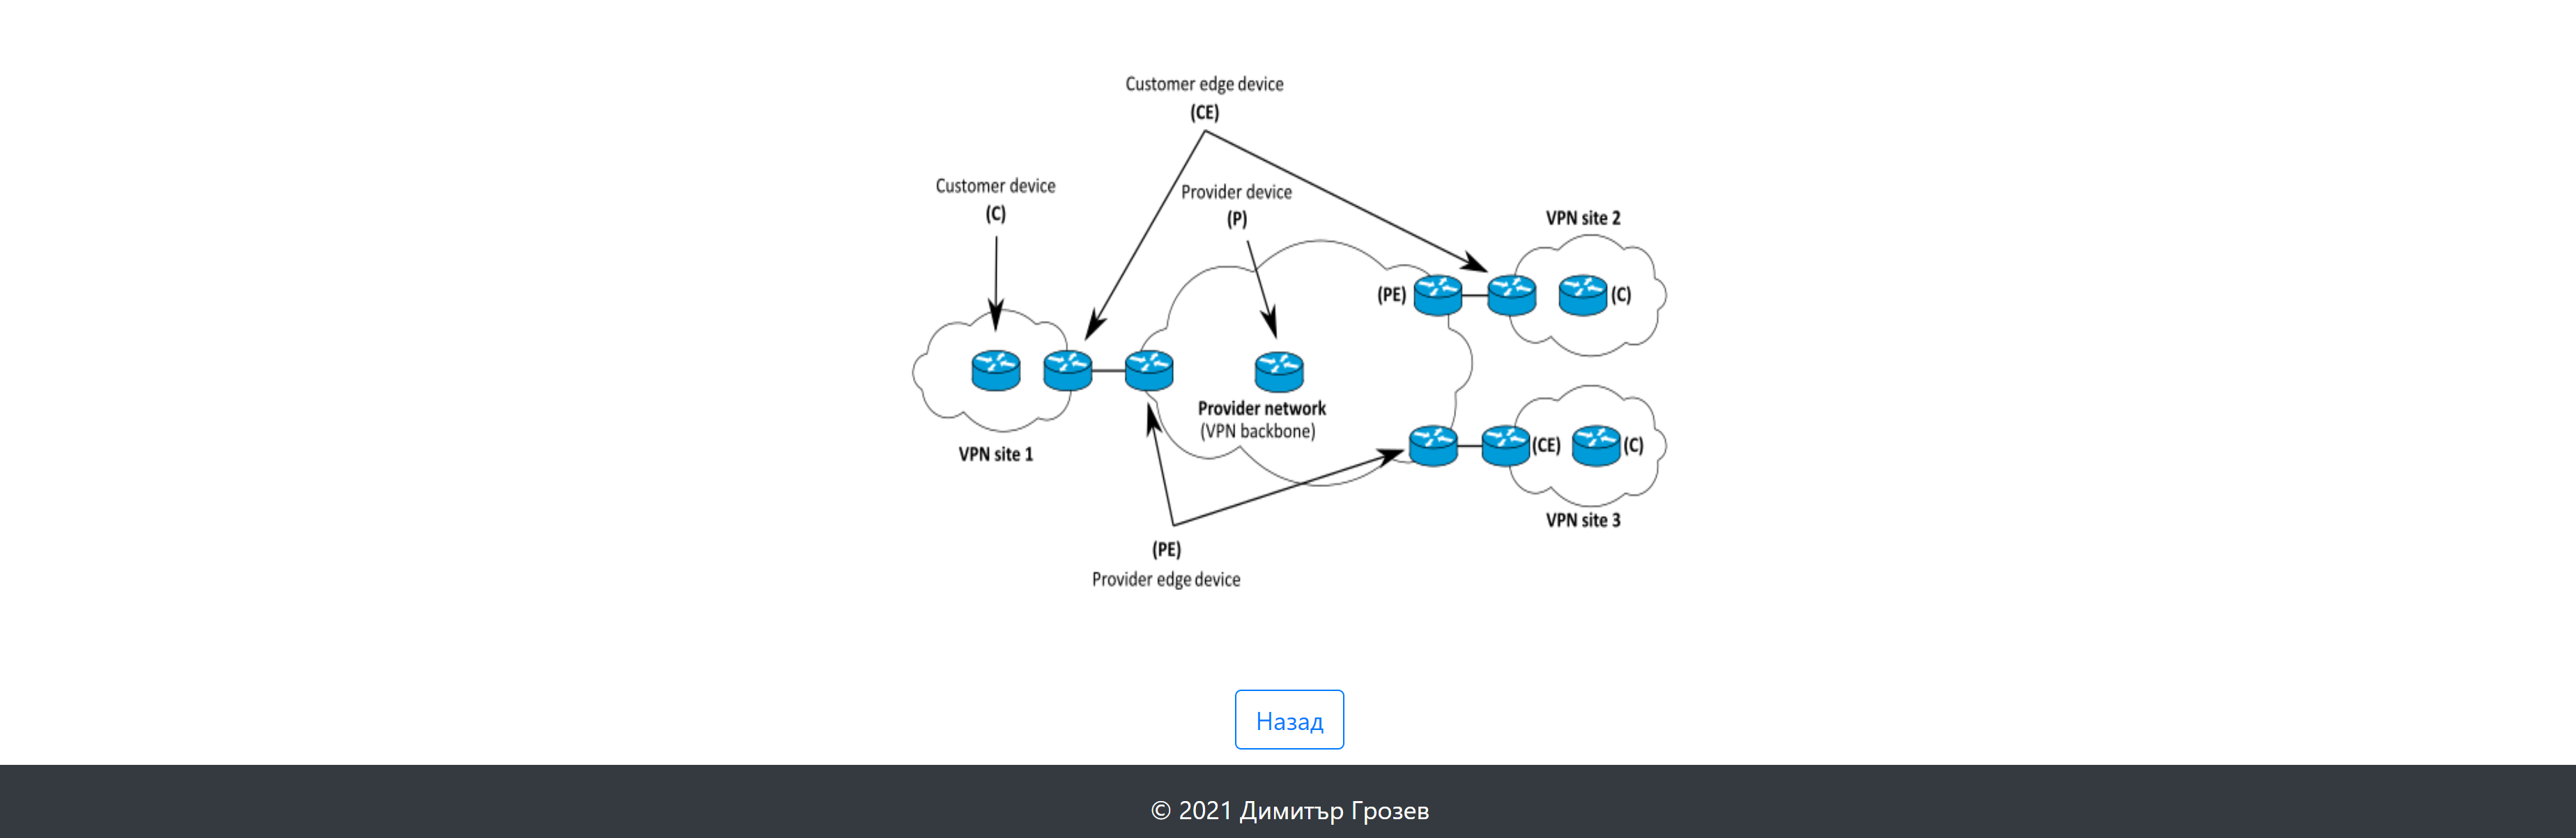 Customer edge device
(CE)
Customer device
(C)
Provider device
(P)
VPN site 2
(PE)
(C)
Provider network
(VPN backbone)
VPN site 1
(CE)
(C)
VPN site 3
(PE)
Provider edge device
Назад
© 2021 Димитър Грозев